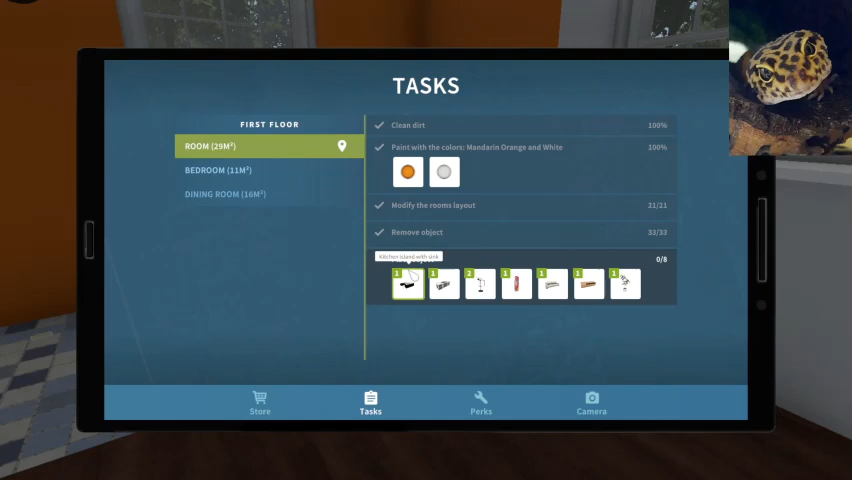 TASKS
FIRST FLOOR
ROOM (29M²)
BEDROOM (11M²)
DINING ROOM (16M²)
Clean dirt 100%
Paint with the colors: Mandarin Orange and White 100%
Modify the rooms layout 21/21
Remove object 33/33
Kitchen island with sink
0/8
1 1 2 1 1 1 1
Store Tasks Perks Camera